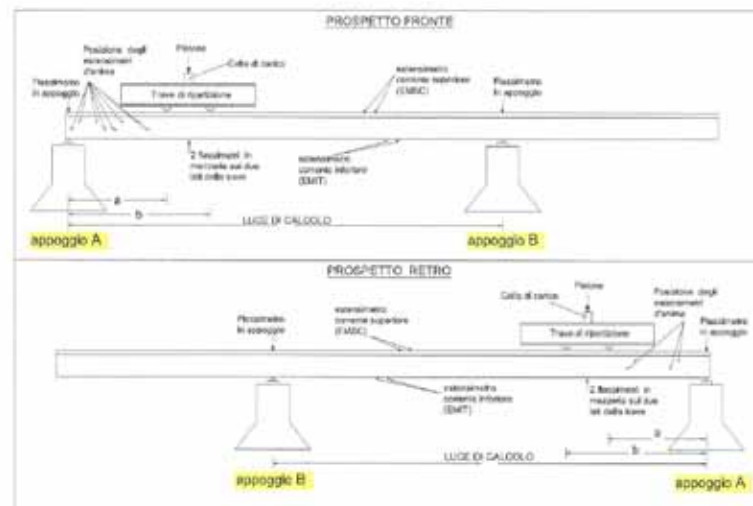 PROSPETTO FRONTE
Posizione degli
estensimetri
d'anima
Pistone
Cella di carico
Flessimetro
in appoggio
Trave di ripartizione
estensimetro
corrente superiore
(EMSC)
Flessimetro
in appoggio
2 flessimetri in
mezzeria sui due
lati della trave
estensimetro
corrente inferiore
(EMIT)
a
b
LUCE DI CALCOLO
appoggio A
appoggio B
PROSPETTO RETRO
Pistone
Cella di carico
Posizione degli
estensimetri
d'anima
Flessimetro
in appoggio
estensimetro
corrente superiore
(EMSC)
Trave di ripartizione
Flessimetro
in appoggio
estensimetro
corrente inferiore
(EMIT)
2 flessimetri in
mezzeria sui due
lati della trave
a
b
LUCE DI CALCOLO
appoggio B
appoggio A